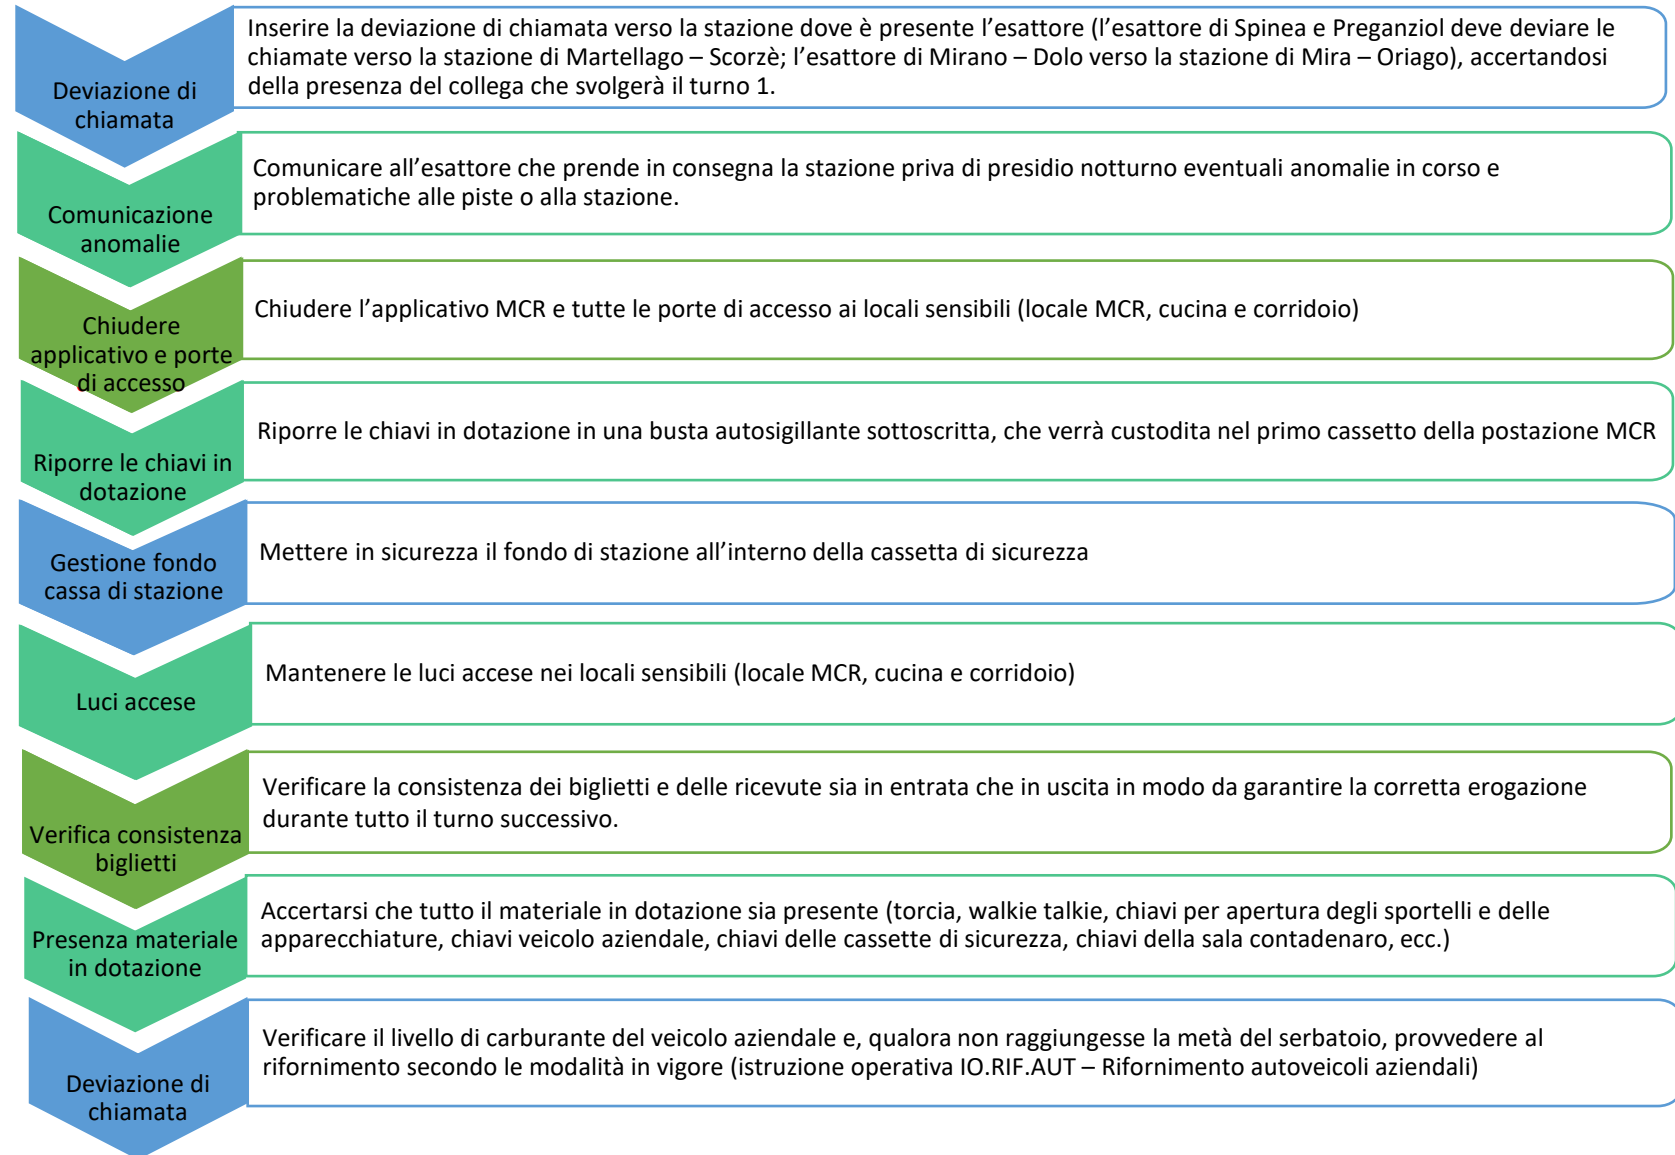 Inserire la deviazione di chiamata verso la stazione dove è presente l’esattore (l’esattore di Spinea e Preganziol deve deviare le
chiamate verso la stazione di Martellago – Scorzè; l’esattore di Mirano – Dolo verso la stazione di Mira – Oriago), accertandosi
della presenza del collega che svolgerà il turno 1.
Deviazione di
chiamata
Comunicare all’esattore che prende in consegna la stazione priva di presidio notturno eventuali anomalie in corso e
problematiche alle piste o alla stazione.
Comunicazione
anomalie
Chiudere l’applicativo MCR e tutte le porte di accesso ai locali sensibili (locale MCR, cucina e corridoio)
Chiudere
applicativo e porte
di accesso
Riporre le chiavi in dotazione in una busta autosigillante sottoscritta, che verrà custodita nel primo cassetto della postazione MCR
Riporre le chiavi in
dotazione
Mettere in sicurezza il fondo di stazione all’interno della cassetta di sicurezza
Gestione fondo
cassa di stazione
Mantenere le luci accese nei locali sensibili (locale MCR, cucina e corridoio)
Luci accese
Verificare la consistenza dei biglietti e delle ricevute sia in entrata che in uscita in modo da garantire la corretta erogazione
durante tutto il turno successivo.
Verifica consistenza
biglietti
Accertarsi che tutto il materiale in dotazione sia presente (torcia, walkie talkie, chiavi per apertura degli sportelli e delle
apparecchiature, chiavi veicolo aziendale, chiavi delle cassette di sicurezza, chiavi della sala contadenaro, ecc.)
Presenza materiale
in dotazione
Verificare il livello di carburante del veicolo aziendale e, qualora non raggiungesse la metà del serbatoio, provvedere al
rifornimento secondo le modalità in vigore (istruzione operativa IO.RIF.AUT – Rifornimento autoveicoli aziendali)
Deviazione di
chiamata